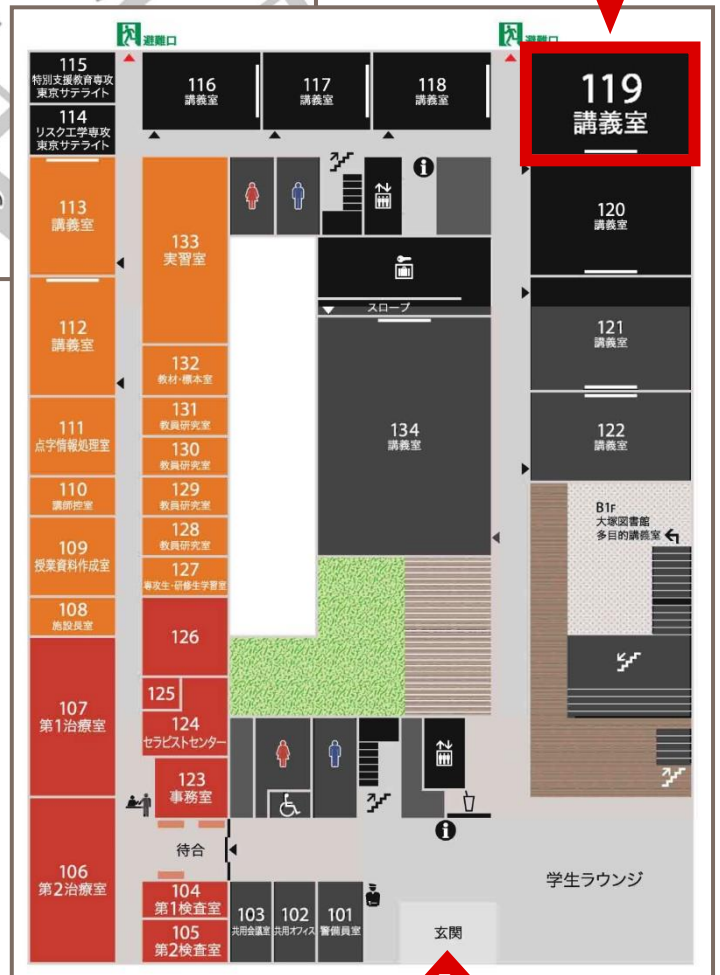 避難口
避難口
115
特別支援教育専攻
東京サテライト
114
リスク工学専攻
東京サテライト
116
講義室
117
講義室
118
講義室
119
講義室
113
講義室
133
実習室
120
講義室
スロープ
112
講義室
132
教材・標本室
121
講義室
111
点字情報処理室
131
教員研究室
130
教員研究室
134
講義室
122
講義室
110
講師控室
129
教員研究室
109
授業資料作成室
128
教員研究室
127
専攻生・研修生学習室
B1F
大塚図書館
多目的講義室
108
施設長室
126
107
第1治療室
125
124
セラピストセンター
123
事務室
待合
106
第2治療室
104
第1検査室
105
第2検査室
103
共用会議室
102
共用オフィス
101
警備員室
玄関
学生ラウンジ